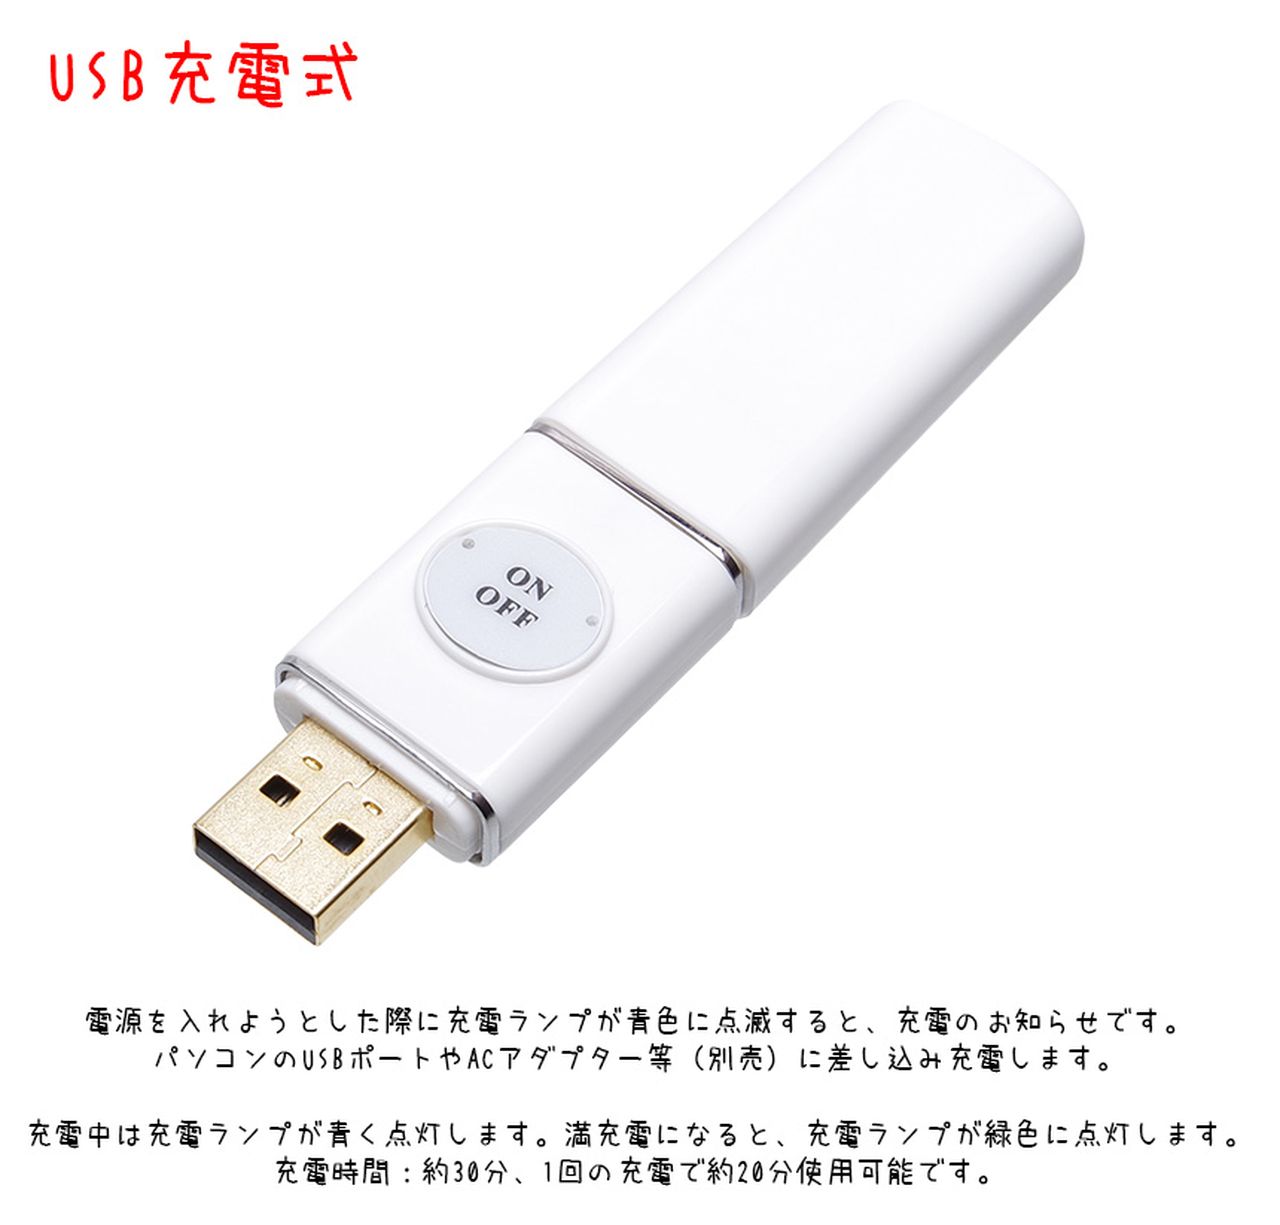 USB充電式
ON
OFF
電源を入れようとした際に充電ランプが青色に点滅すると、充電のお知らせです。
パソコンのUSBポートやACアダプター等（別売）に差し込み充電します。
充電中は充電ランプが青く点灯します。満充電になると、充電ランプが緑色に点灯します。
充電時間：約30分、1回の充電で約20分使用可能です。